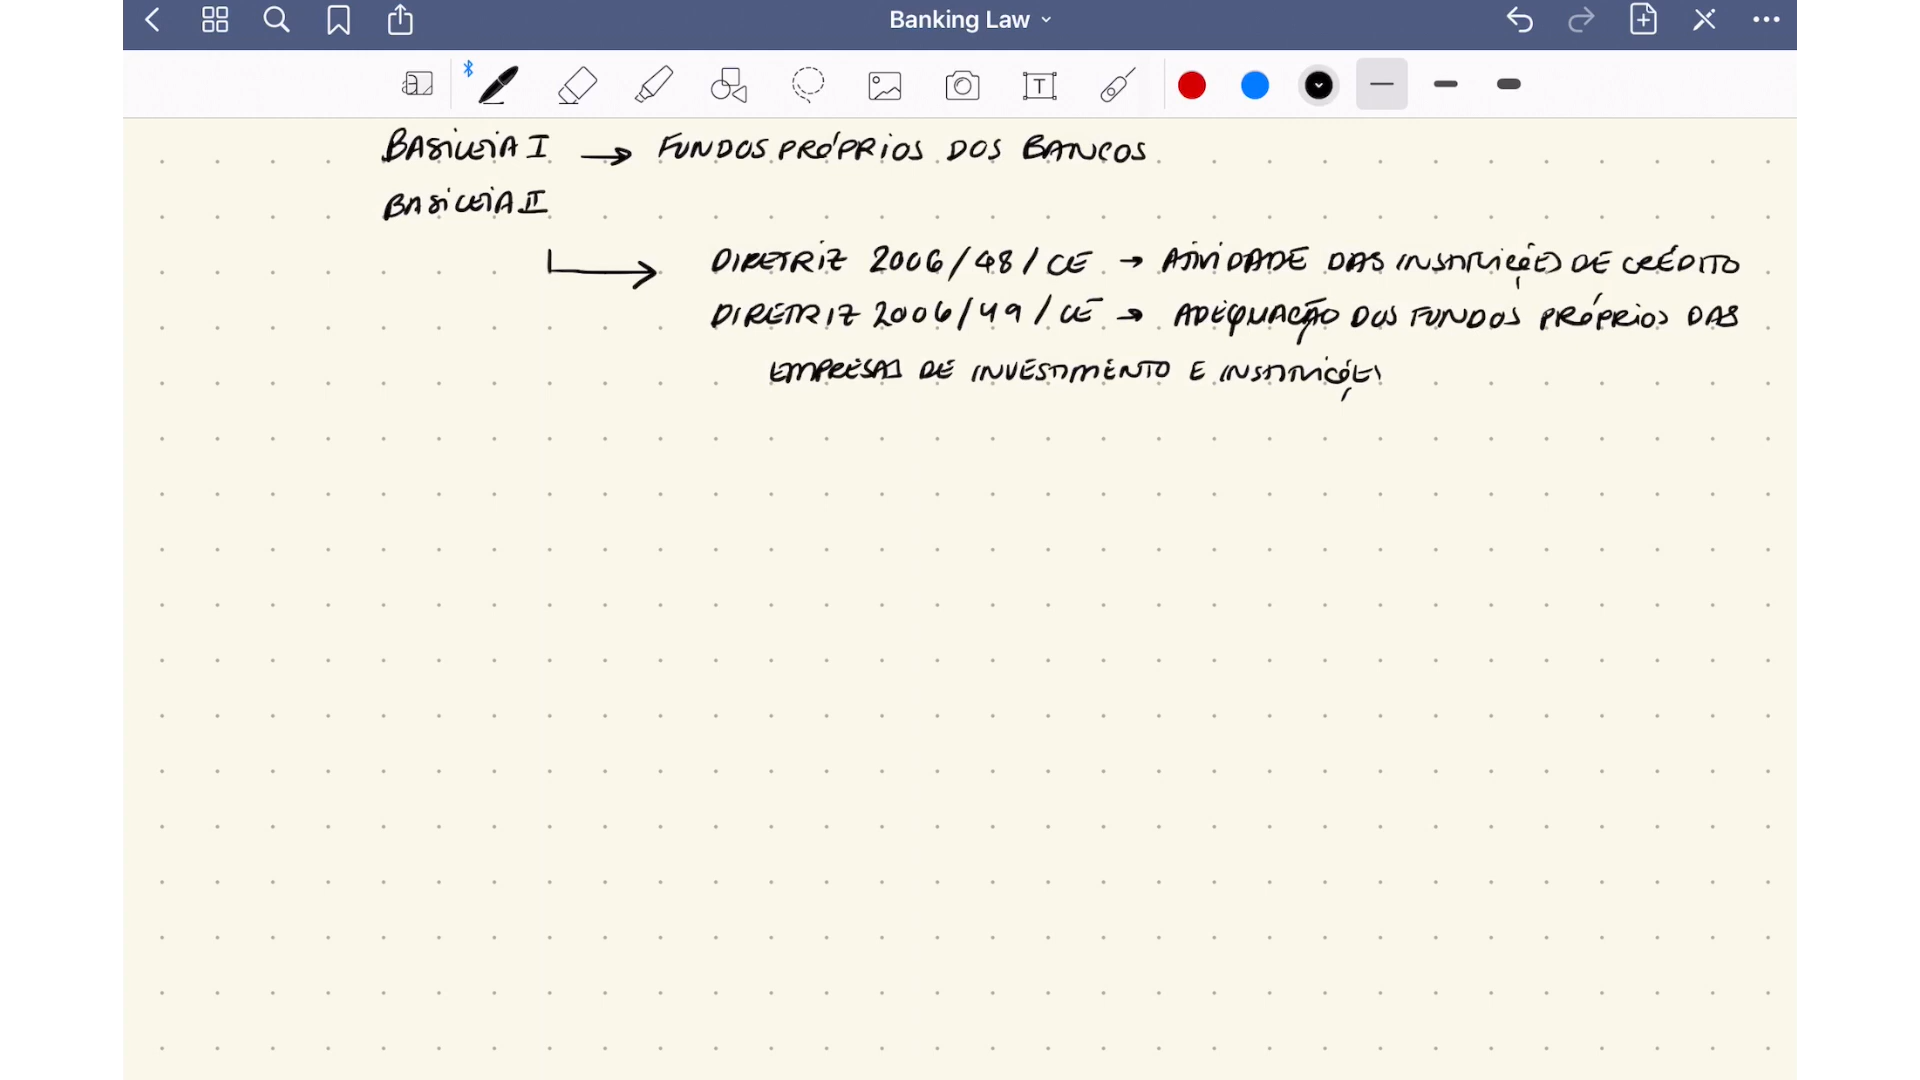 Banking Law
BASILEIA I → FUNDOS PRÓPRIOS DOS BANCOS
BASILEIA II
DIRETRIZ 2006/48/CE → ATIVIDADE DAS INSTITUIÇÕES DE CRÉDITO
DIRETRIZ 2006/49/CE → ADEQUAÇÃO DOS FUNDOS PRÓPRIOS DAS
EMPRESAS DE INVESTIMENTO E INSTITUIÇÕES